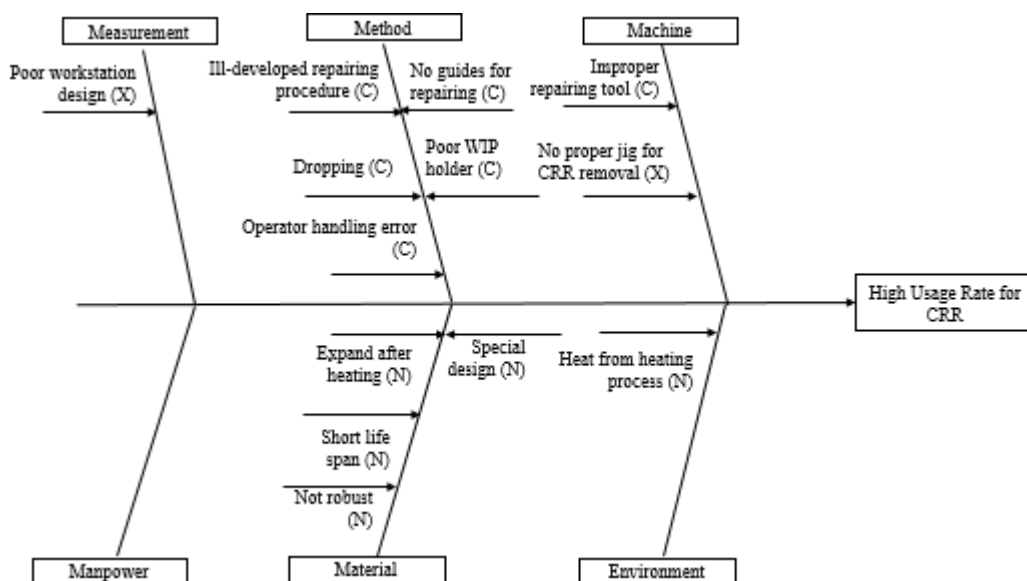 Measurement
Method
Machine
Poor workstation
design (X)
Ill-developed repairing
procedure (C)
No guides for
repairing (C)
Improper
repairing tool (C)
Dropping (C)
Poor WIP
holder (C)
No proper jig for
CRR removal (X)
Operator handling error
(C)
High Usage Rate for
CRR
Expand after
heating (N)
Special
design (N)
Heat from heating
process (N)
Short life
span (N)
Not robust
(N)
Manpower
Material
Environment